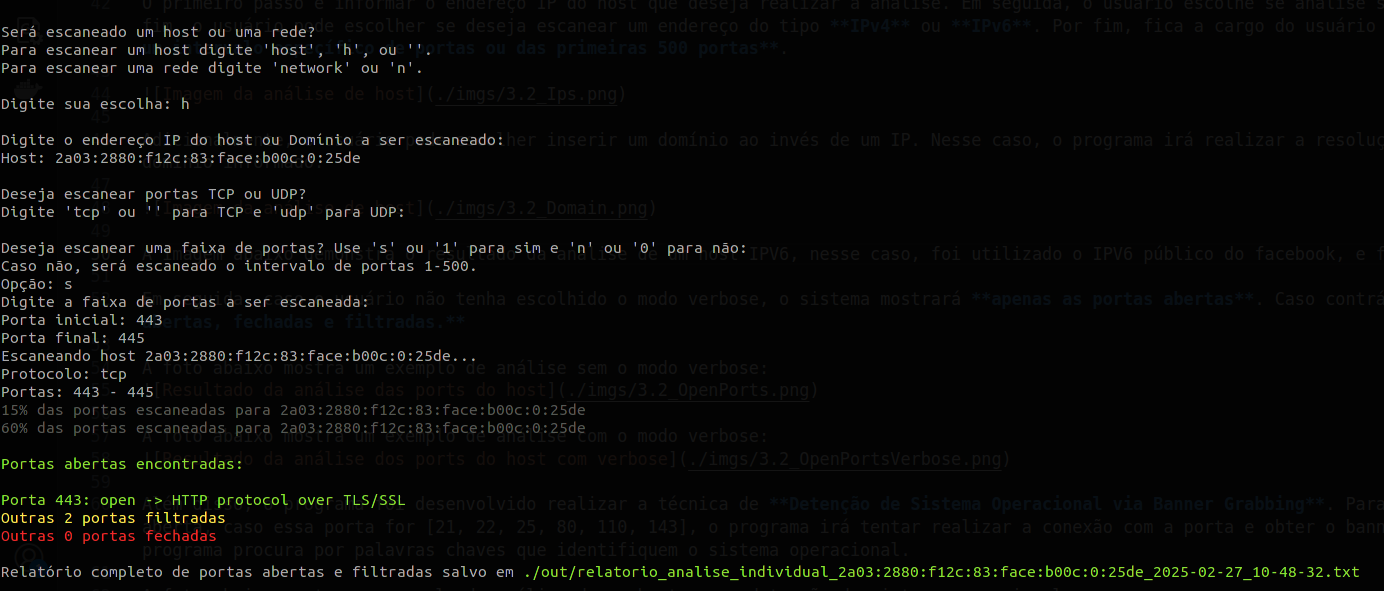 Será escaneado um host ou uma rede?
Para escanear um host digite 'host', 'h', ou ''.
Para escanear uma rede digite 'network' ou 'n'.
Digite sua escolha: h
Digite o endereço IP do host ou Domínio a ser escaneado:
Host: 2a03:2880:f12c:83:face:b00c:0:25de
Deseja escanear portas TCP ou UDP?
Digite 'tcp' ou '' para TCP e 'udp' para UDP:
Deseja escanear uma faixa de portas? Use 's' ou '1' para sim e 'n' ou '0' para não:
Caso não, será escaneado o intervalo de portas 1-500.
Opção: s
Digite a faixa de portas a ser escaneada:
Porta inicial: 443
Porta final: 445
Escaneando host 2a03:2880:f12c:83:face:b00c:0:25de...
Protocolo: tcp
Portas: 443 - 445
15% das portas escaneadas para 2a03:2880:f12c:83:face:b00c:0:25de
60% das portas escaneadas para 2a03:2880:f12c:83:face:b00c:0:25de
Portas abertas encontradas:
Porta 443: open -> HTTP protocol over TLS/SSL
Outras 2 portas filtradas
Outras 0 portas fechadas
Relatório completo de portas abertas e filtradas salvo em ./out/relatorio_analise_individual_2a03:2880:f12c:83:face:b00c:0:25de_2025-02-27_10-48-32.txt